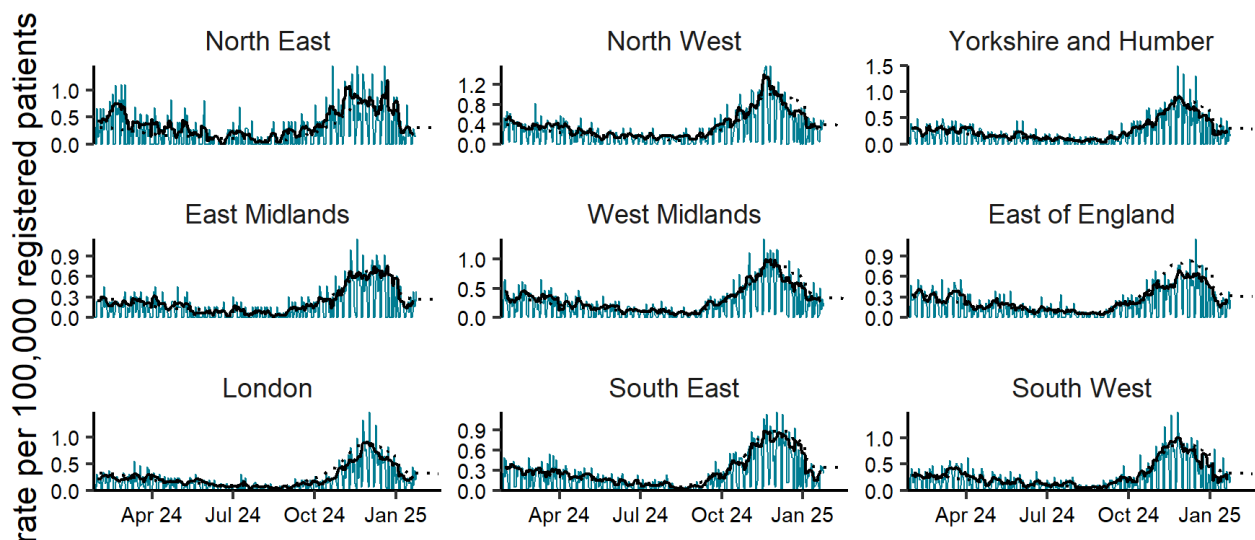 rate per 100,000 registered patients
North East
North West
Yorkshire and Humber
1.0
0.5
0.0
1.2
0.8
0.4
0.0
1.5
1.0
0.5
0.0
East Midlands
West Midlands
East of England
0.9
0.6
0.3
0.0
1.0
0.5
0.0
0.9
0.6
0.3
0.0
London
South East
South West
1.0
0.5
0.0
0.9
0.6
0.3
0.0
1.0
0.5
0.0
Apr 24 Jul 24 Oct 24 Jan 25
Apr 24 Jul 24 Oct 24 Jan 25
Apr 24 Jul 24 Oct 24 Jan 25